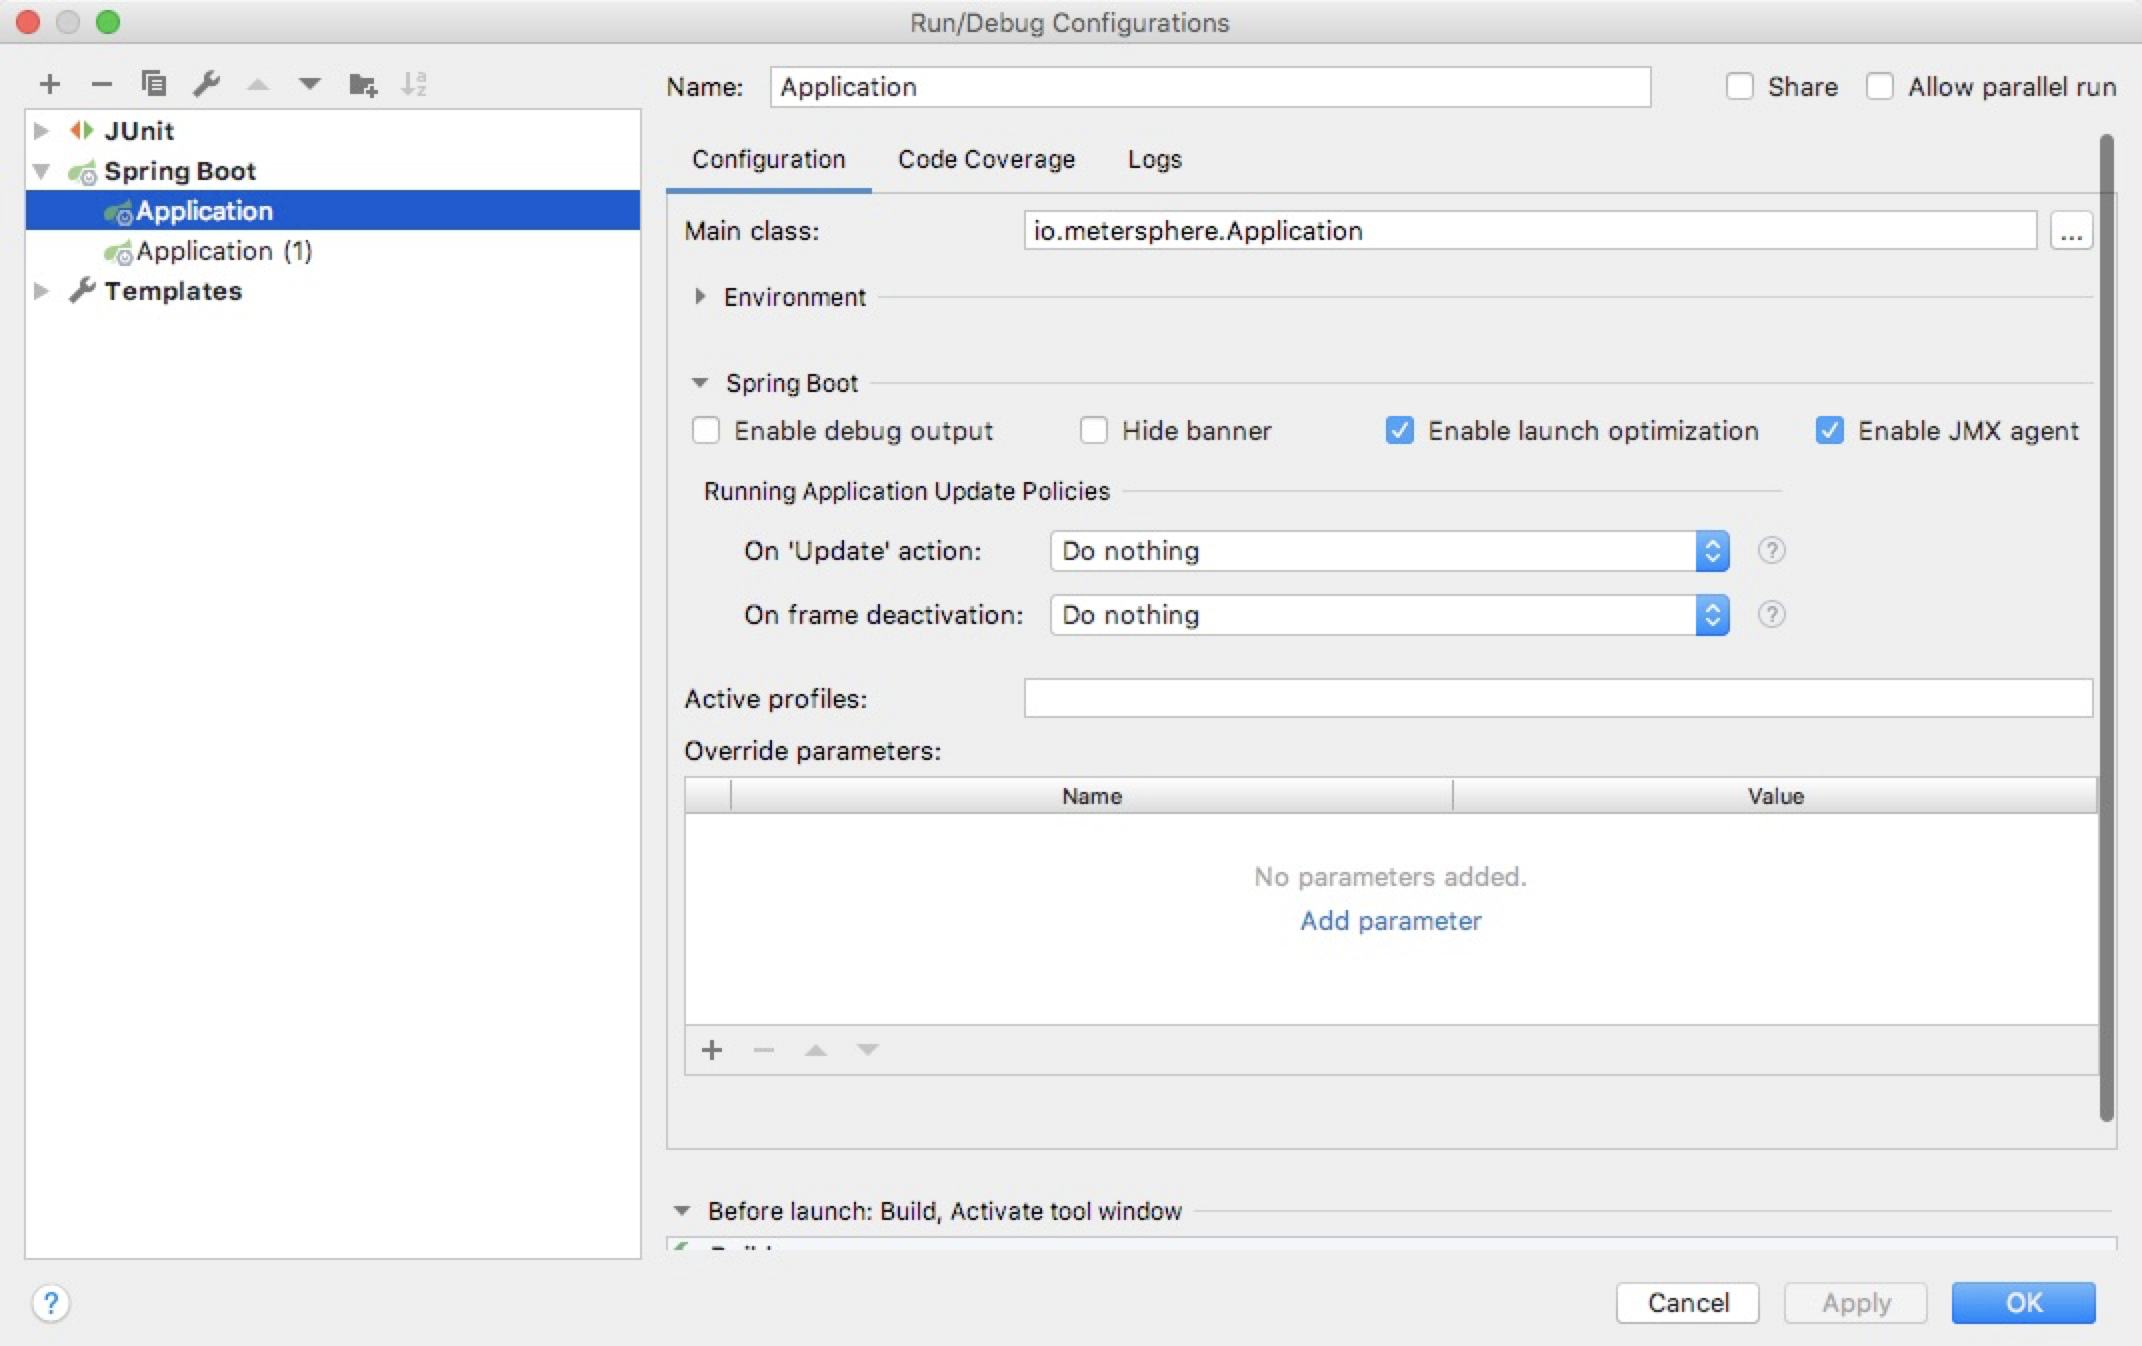 Run/Debug Configurations
Name: Application Share Allow parallel run
JUnit
Spring Boot
Application
Application (1)
Templates
Configuration Code Coverage Logs
Main class: io.metersphere.Application ...
Environment
Spring Boot
Enable debug output Hide banner Enable launch optimization Enable JMX agent
Running Application Update Policies
On 'Update' action: Do nothing ?
On frame deactivation: Do nothing ?
Active profiles:
Override parameters:
Name Value
No parameters added.
Add parameter
Before launch: Build, Activate tool window
? Cancel Apply OK